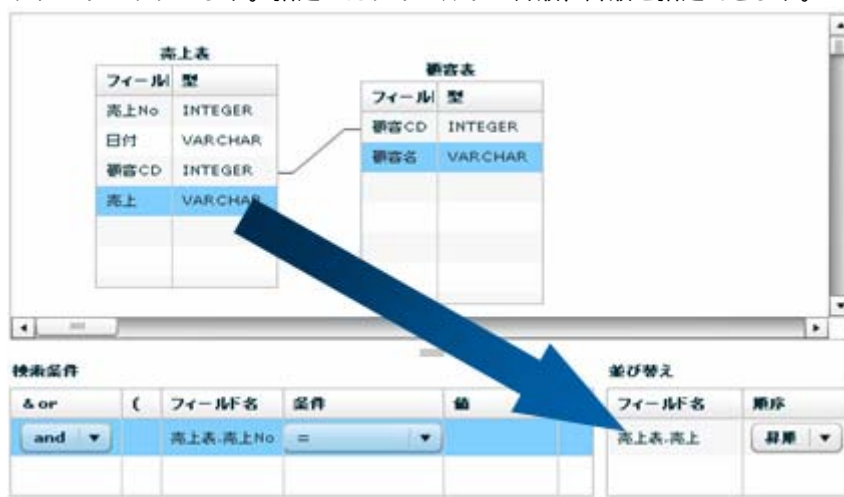 売上表
フィール 型
売上No INTEGER
日付 VARCHAR
顧客CD INTEGER
売上 VARCHAR
顧客表
フィール 型
顧客CD INTEGER
顧客名 VARCHAR
検索条件
& or ( フィールド名 条件 値
and 売上表.売上No =
並び替え
フィールド名 順序
売上表.売上 昇順